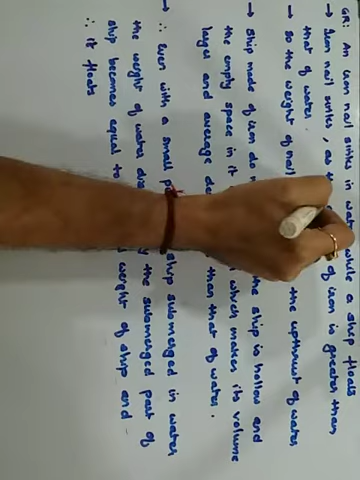 GR: An iron nail sinks in water while a ship floats
→ Iron nail sinks, as of iron is greater than
that of water.
→ So the weight of nail the upthrust of water
→ Ship made of iron do the ship is hollow and
the empty space in it which makes its volume
larger and average than that of water.
→ ∴ Even with a small ship submerged in water
the weight of water the submerged part of
ship becomes equal to weight of ship and
∴ it floats